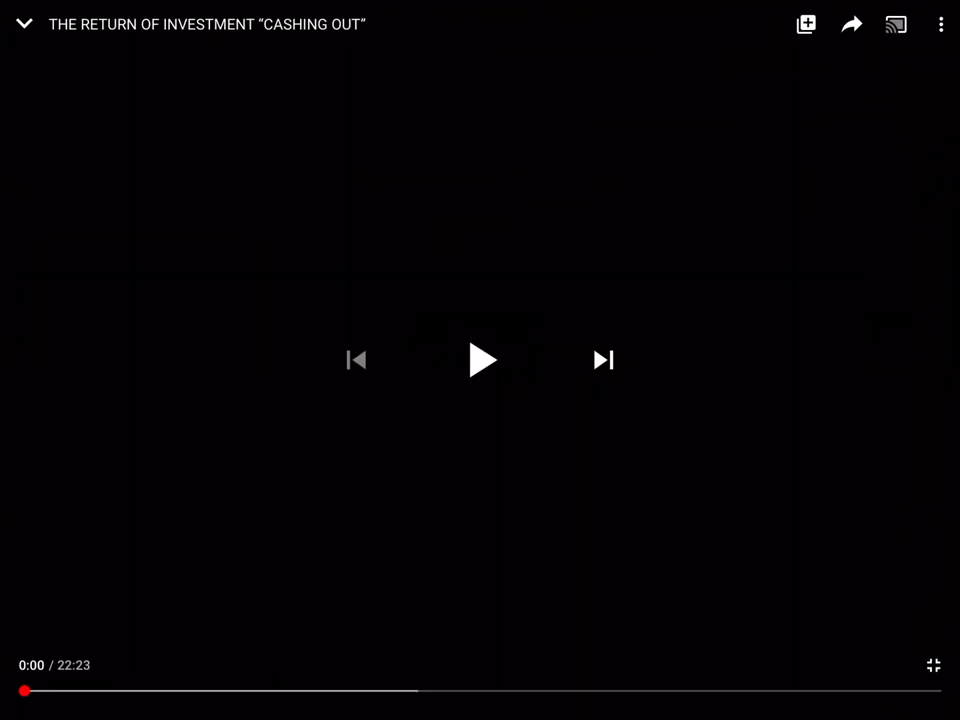 THE RETURN OF INVESTMENT “CASHING OUT”
0:00 / 22:23